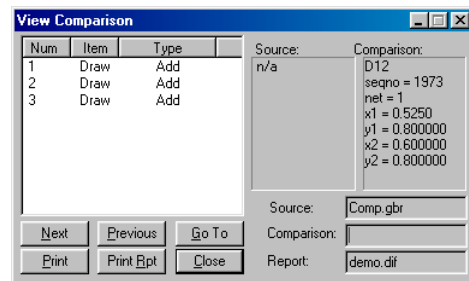 View Comparison
Num Item Type
1 Draw Add
2 Draw Add
3 Draw Add
Source:
n/a
Comparison:
D12
seqno = 1973
net = 1
x1 = 0.5250
y1 = 0.800000
x2 = 0.600000
y2 = 0.800000
Source: Comp.gbr
Comparison:
Report: demo.dif
Next Previous Go To
Print Print Rpt Close